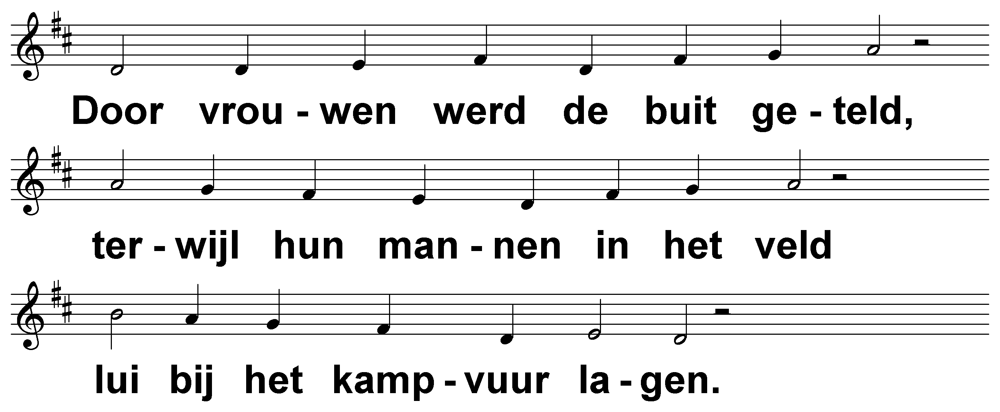 Door vrou - wen werd de buit ge - teld,
ter - wijl hun man - nen in het veld
lui bij het kamp - vuur la - gen.